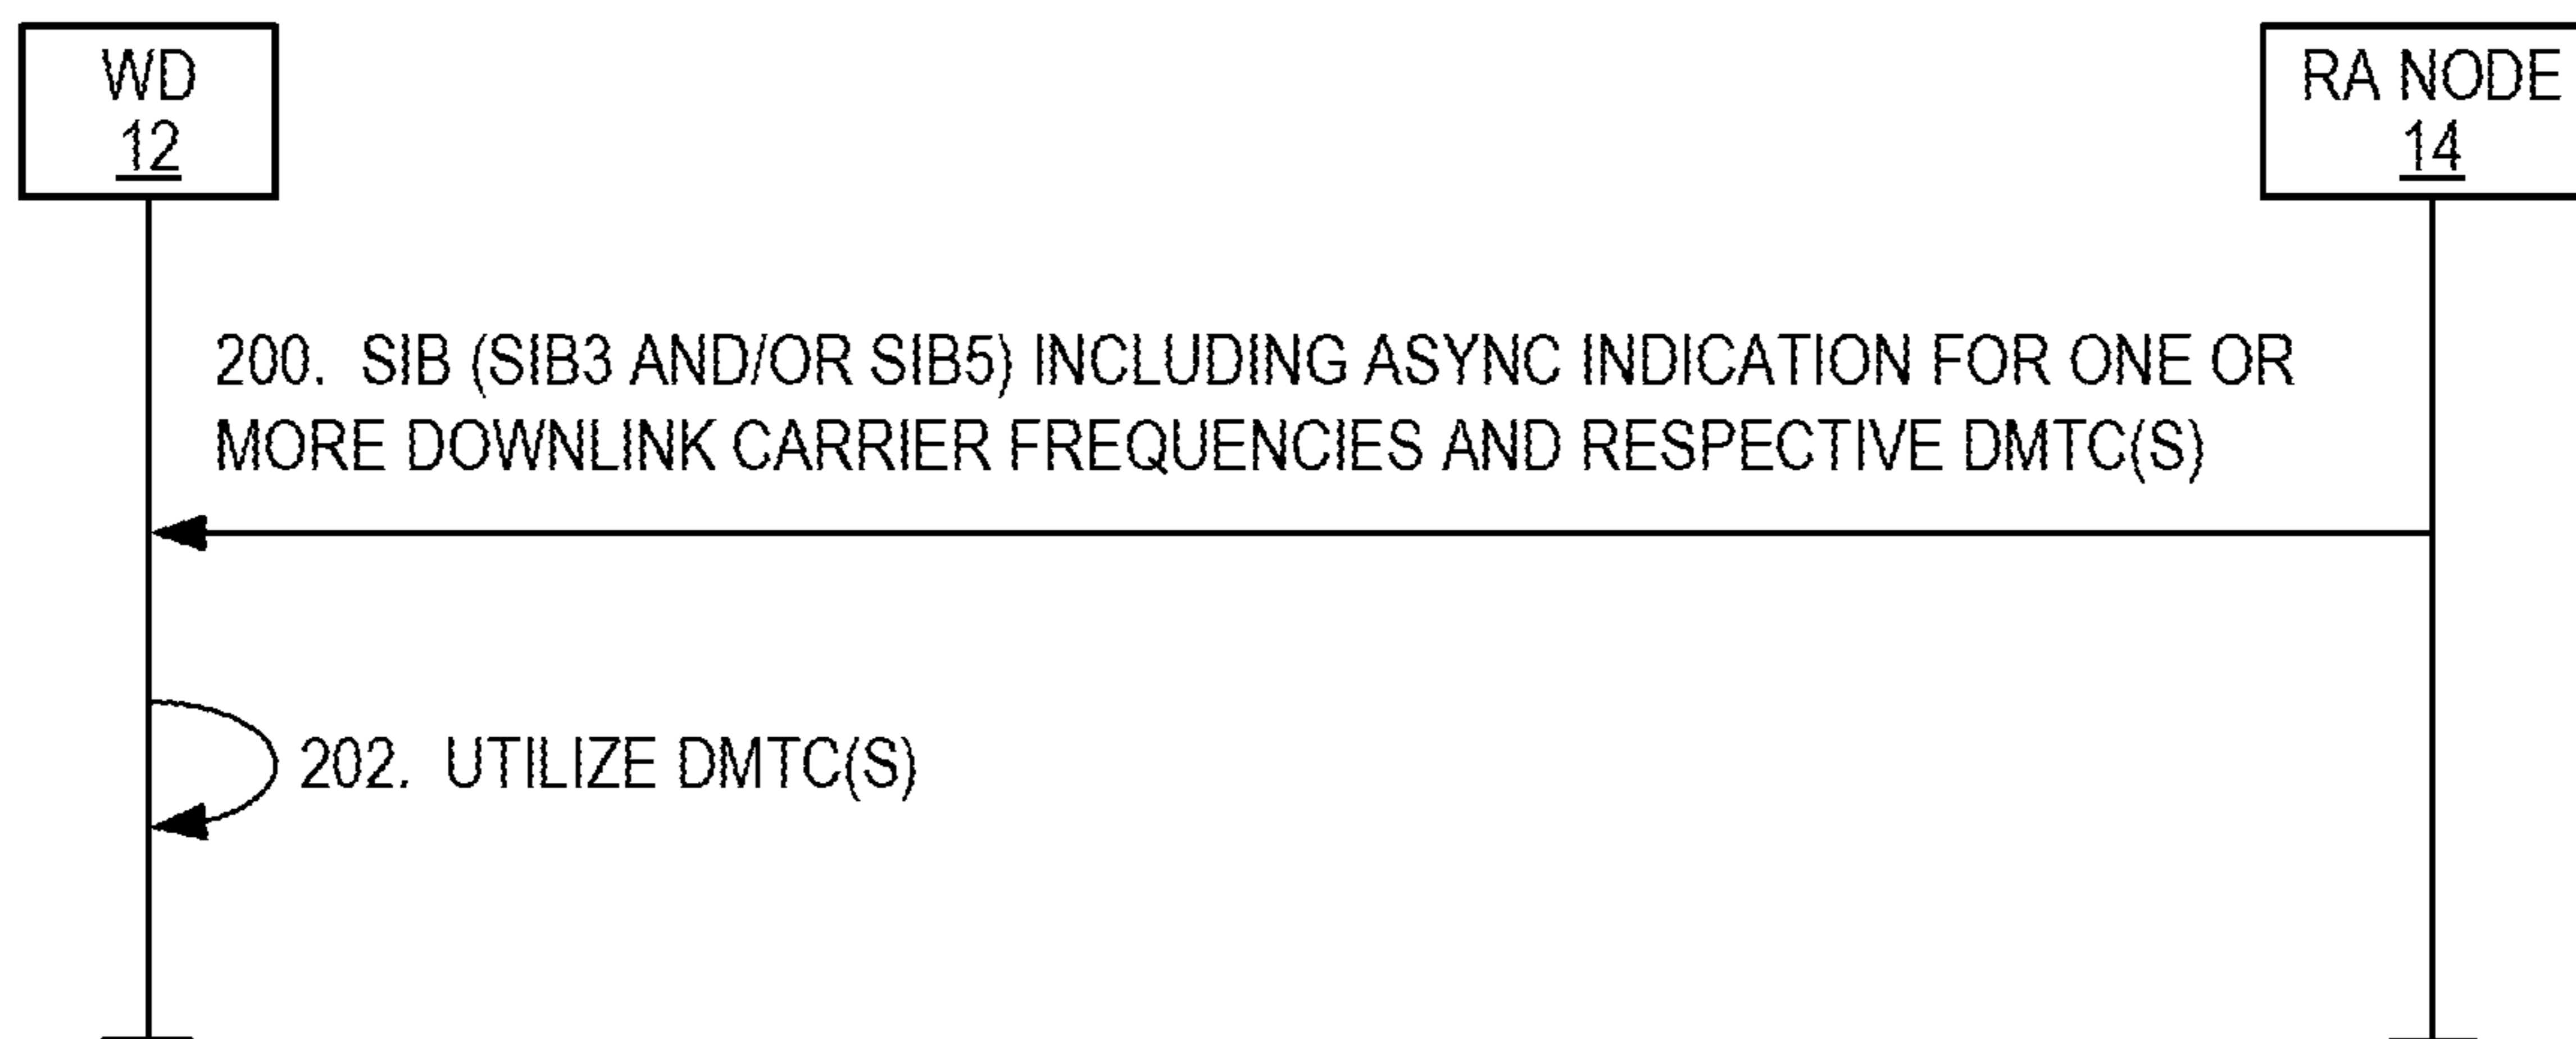 WD
12
RA NODE
14
200. SIB (SIB3 AND/OR SIB5) INCLUDING ASYNC INDICATION FOR ONE OR
MORE DOWNLINK CARRIER FREQUENCIES AND RESPECTIVE DMTC(S)
202. UTILIZE DMTC(S)